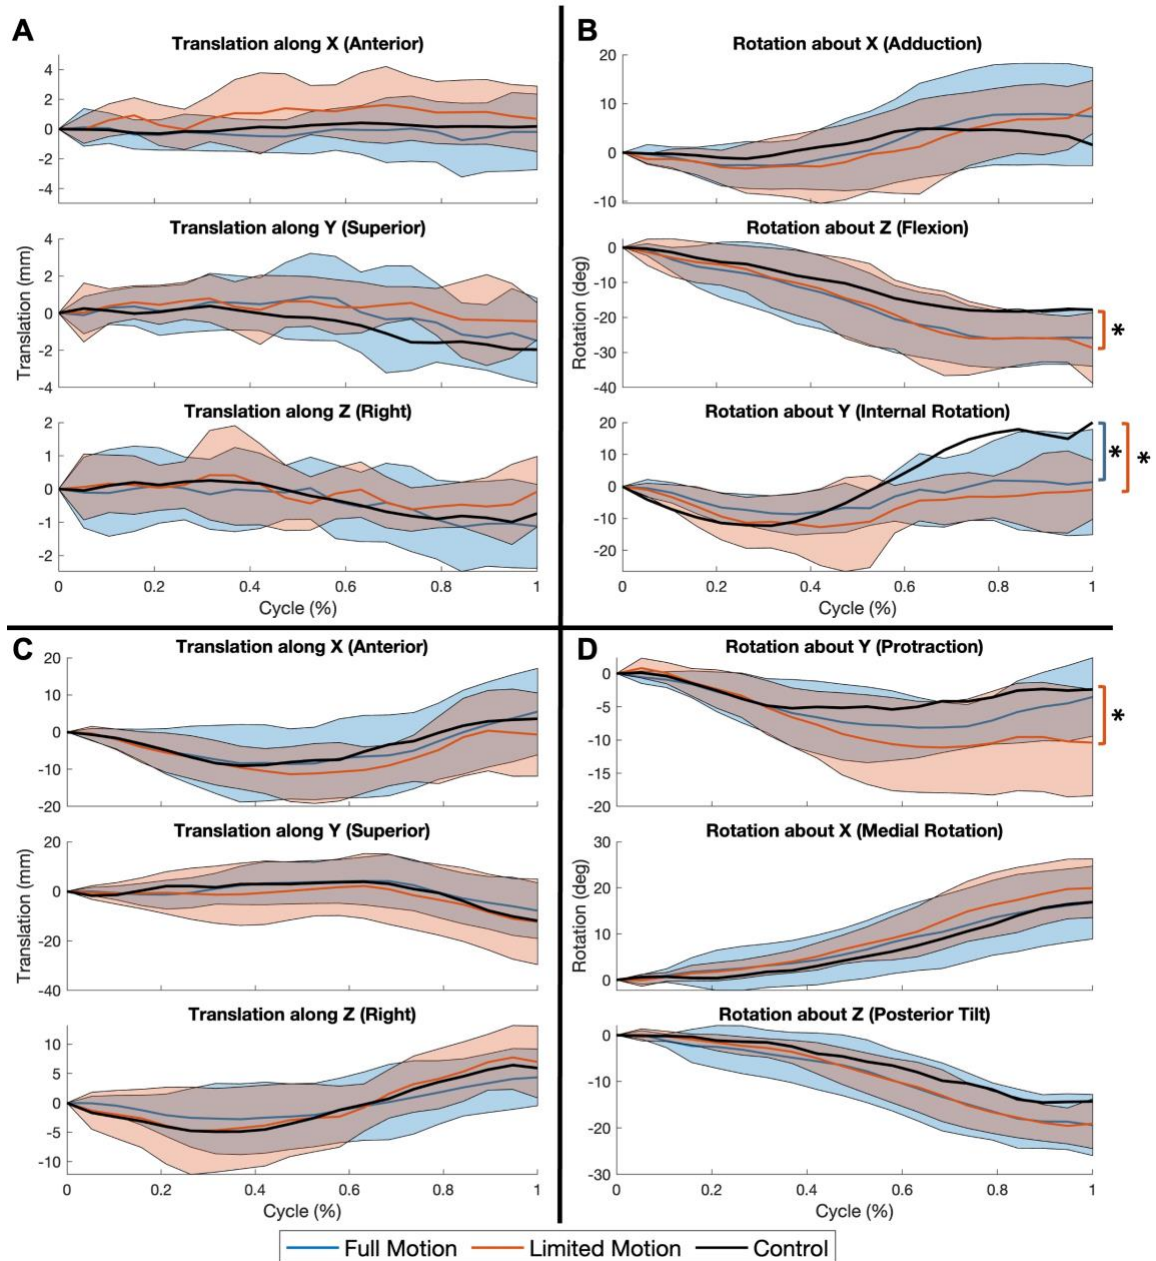 A
Translation along X (Anterior)
4
2
0
-2
-4
Translation along Y (Superior)
4
2
0
-2
-4
Translation (mm)
Translation along Z (Right)
2
1
0
-1
-2
0 0.2 0.4 0.6 0.8 1
Cycle (%)
B
Rotation about X (Adduction)
20
10
0
-10
Rotation about Z (Flexion)
0
-10
-20
-30
-40
Rotation (deg)
*
Rotation about Y (Internal Rotation)
20
10
0
-10
-20
* *
0 0.2 0.4 0.6 0.8 1
Cycle (%)
C
Translation along X (Anterior)
20
10
0
-10
-20
Translation along Y (Superior)
20
0
-20
-40
Translation (mm)
Translation along Z (Right)
10
5
0
-5
-10
0 0.2 0.4 0.6 0.8 1
Cycle (%)
D
Rotation about Y (Protraction)
0
-5
-10
-15
-20
*
Rotation about X (Medial Rotation)
30
20
10
0
Rotation (deg)
Rotation about Z (Posterior Tilt)
0
-10
-20
-30
0 0.2 0.4 0.6 0.8 1
Cycle (%)
Full Motion Limited Motion Control